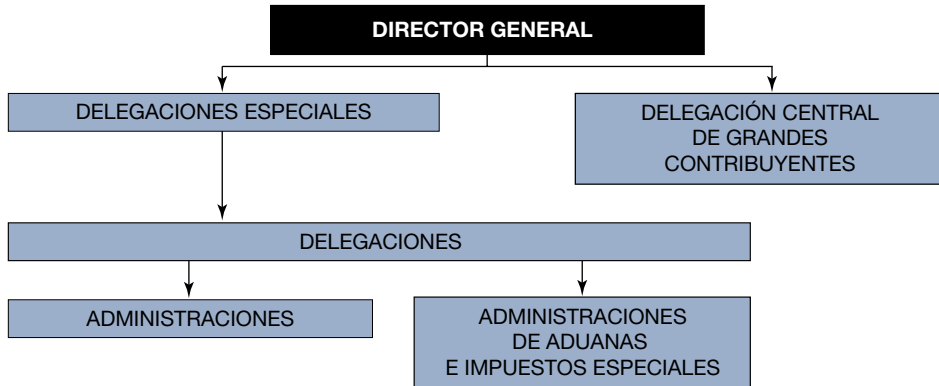 DIRECTOR GENERAL
DELEGACIONES ESPECIALES
DELEGACIÓN CENTRAL
DE GRANDES
CONTRIBUYENTES
DELEGACIONES
ADMINISTRACIONES
ADMINISTRACIONES
DE ADUANAS
E IMPUESTOS ESPECIALES